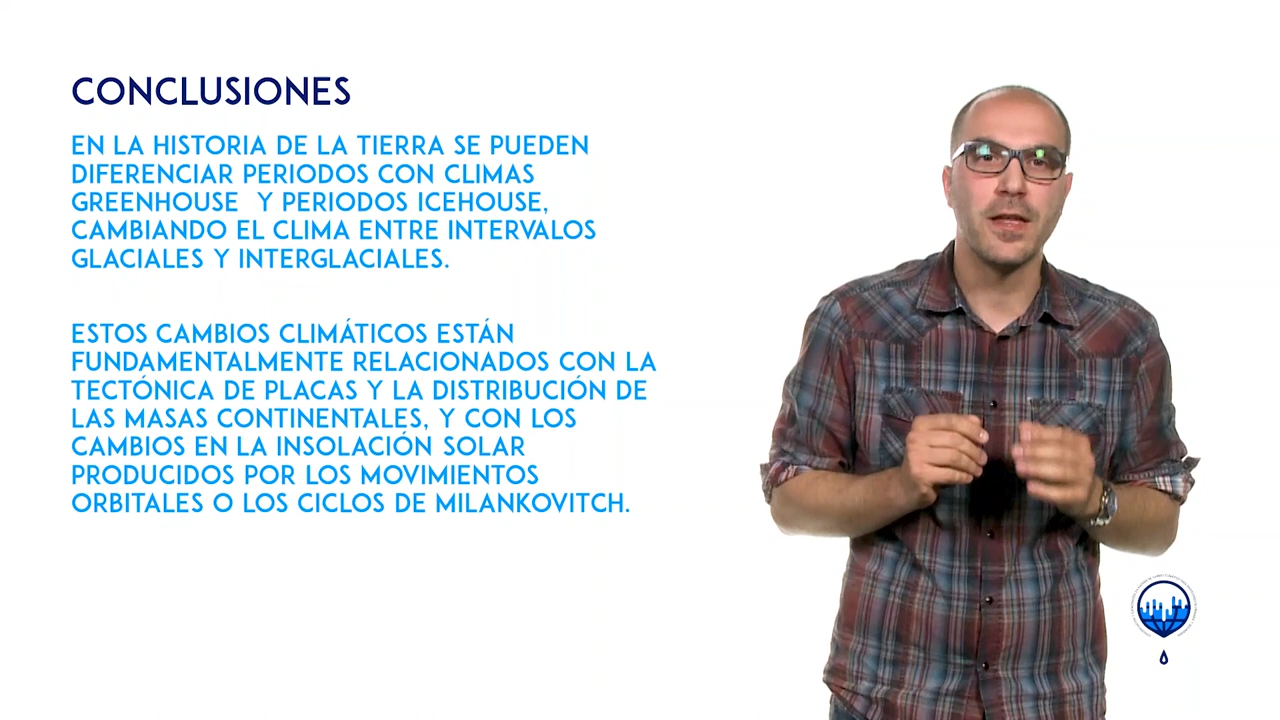 CONCLUSIONES
EN LA HISTORIA DE LA TIERRA SE PUEDEN
DIFERENCIAR PERIODOS CON CLIMAS
GREENHOUSE Y PERIODOS ICEHOUSE,
CAMBIANDO EL CLIMA ENTRE INTERVALOS
GLACIALES Y INTERGLACIALES.
ESTOS CAMBIOS CLIMÁTICOS ESTÁN
FUNDAMENTALMENTE RELACIONADOS CON LA
TECTÓNICA DE PLACAS Y LA DISTRIBUCIÓN DE
LAS MASAS CONTINENTALES, Y CON LOS
CAMBIOS EN LA INSOLACIÓN SOLAR
PRODUCIDOS POR LOS MOVIMIENTOS
ORBITALES O LOS CICLOS DE MILANKOVITCH.